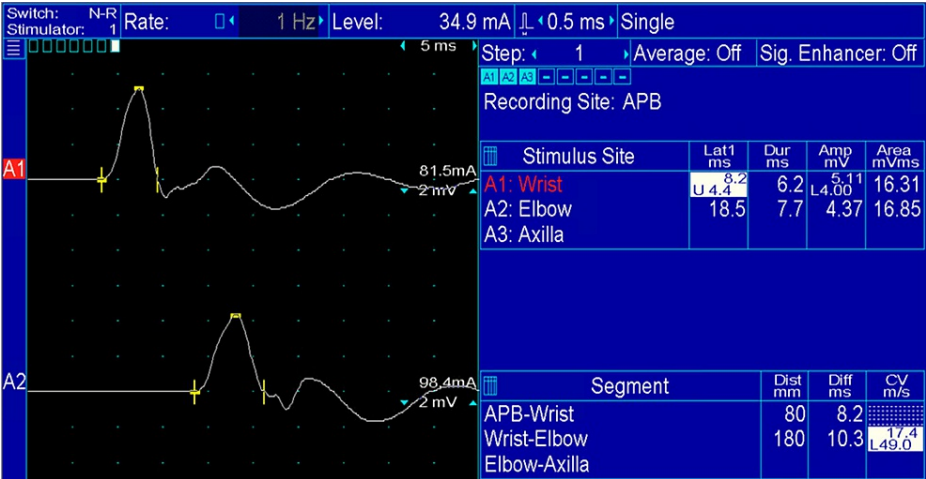 Switch: N-R
Stimulator: 1
Rate: 1 Hz
Level: 34.9 mA
0.5 ms
Single
5 ms
Step: 1
Average: Off
Sig. Enhancer: Off
A1 A2 A3 - - - - -
Recording Site: APB
Stimulus Site Lat1 ms Dur ms Amp mV Area mVms
A1: Wrist 8.2 U 4.4 6.2 5.11 L4.00 16.31
A2: Elbow 18.5 7.7 4.37 16.85
A3: Axilla
A1
81.5mA
2 mV
A2
98.4mA
2 mV
Segment Dist mm Diff ms CV m/s
APB-Wrist 80 8.2
Wrist-Elbow 180 10.3 17.4 L49.0
Elbow-Axilla